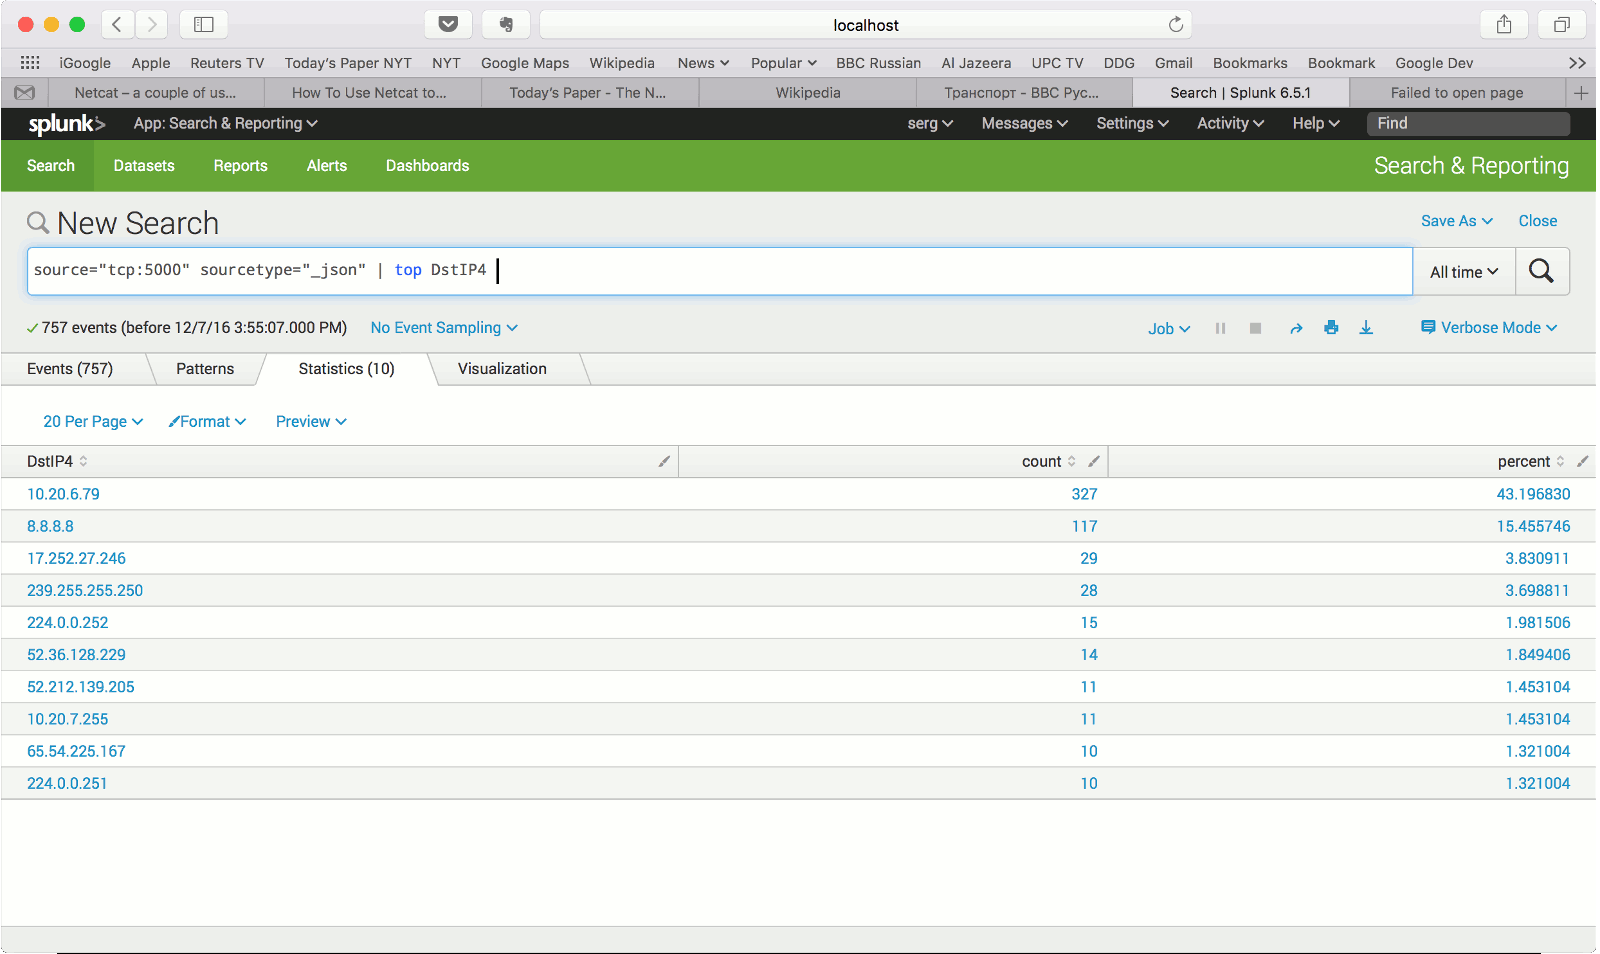 localhost
iGoogle Apple Reuters TV Today's Paper NYT NYT Google Maps Wikipedia News Popular BBC Russian Al Jazeera UPC TV DDG Gmail Bookmarks Bookmark Google Dev
Netcat – a couple of us... How To Use Netcat to... Today's Paper - The N... Wikipedia Транспорт - BBC Рус... Search | Splunk 6.5.1 Failed to open page
splunk> App: Search & Reporting serg Messages Settings Activity Help Find
Search Datasets Reports Alerts Dashboards Search & Reporting
New Search Save As Close
source="tcp:5000" sourcetype="_json" | top DstIP4 All time
757 events (before 12/7/16 3:55:07.000 PM) No Event Sampling Job Verbose Mode
Events (757) Patterns Statistics (10) Visualization
20 Per Page Format Preview
DstIP4 count percent
10.20.6.79 327 43.196830
8.8.8.8 117 15.455746
17.252.27.246 29 3.830911
239.255.255.250 28 3.698811
224.0.0.252 15 1.981506
52.36.128.229 14 1.849406
52.212.139.205 11 1.453104
10.20.7.255 11 1.453104
65.54.225.167 10 1.321004
224.0.0.251 10 1.321004